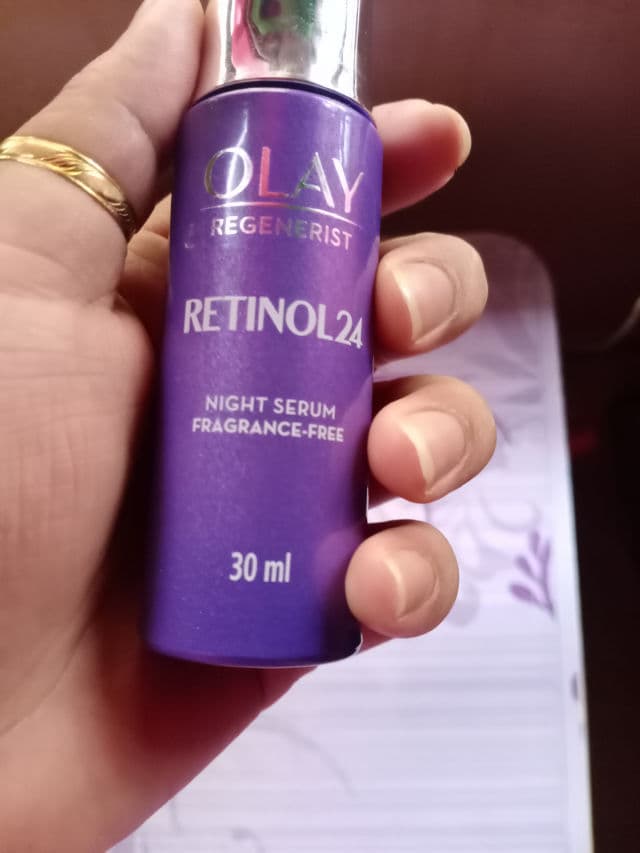 OLAY
REGENERIST
RETINOL24
NIGHT SERUM
FRAGRANCE-FREE
30 ml